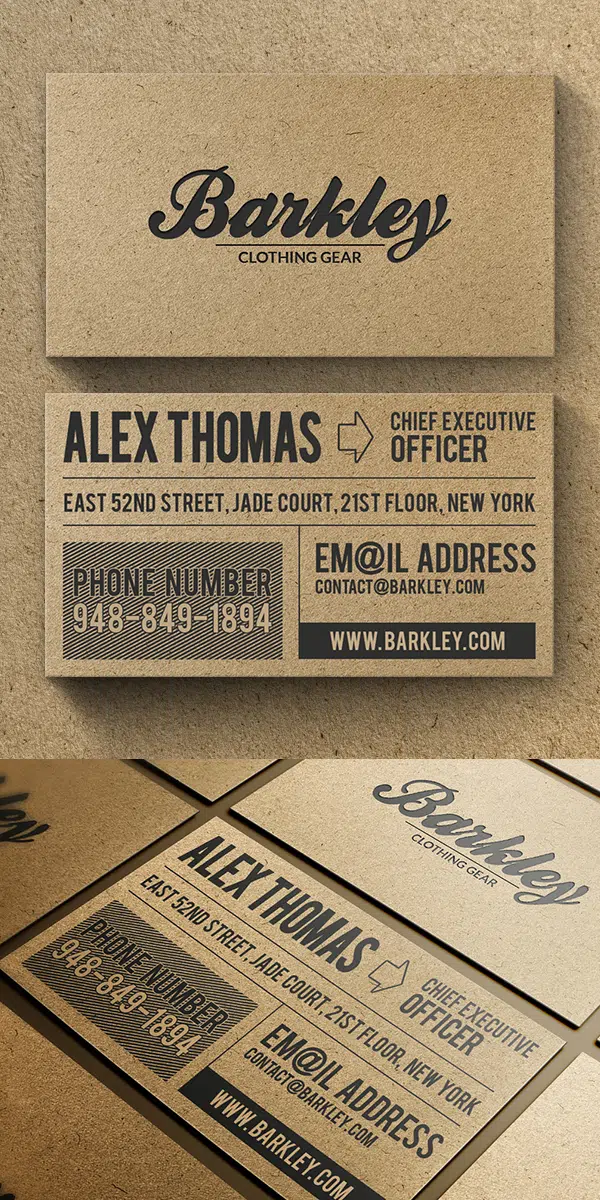 Barkley
CLOTHING GEAR
ALEX THOMAS
CHIEF EXECUTIVE
OFFICER
EAST 52ND STREET, JADE COURT, 21ST FLOOR, NEW YORK
PHONE NUMBER
948-849-1894
EM@IL ADDRESS
CONTACT@BARKLEY.COM
WWW.BARKLEY.COM
Barkley
CLOTHING GEAR
ALEX THOMAS
CHIEF EXECUTIVE
OFFICER
EAST 52ND STREET, JADE COURT, 21ST FLOOR, NEW YORK
PHONE NUMBER
948-849-1894
EM@IL ADDRESS
CONTACT@BARKLEY.COM
WWW.BARKLEY.COM